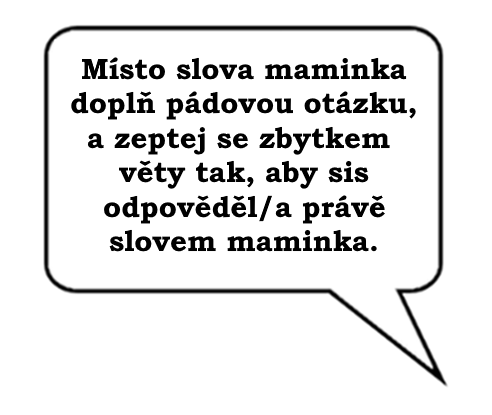 Místo slova maminka
doplň pádovou otázku,
a zeptej se zbytkem
věty tak, aby sis
odpověděl/a právě
slovem maminka.